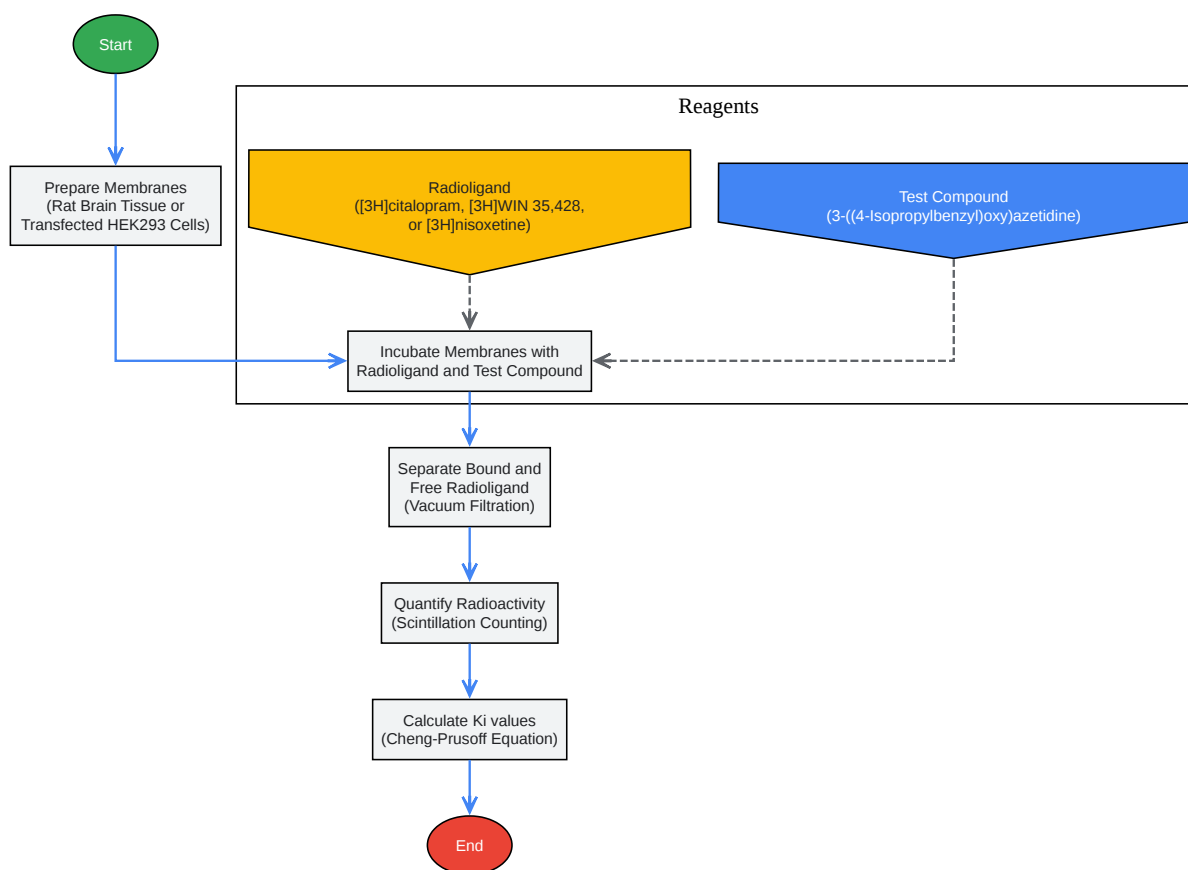 Start
Reagents
Prepare Membranes
(Rat Brain Tissue or
Transfected HEK293 Cells)
Radioligand
([3H]citalopram, [3H]WIN 35,428,
or [3H]nisoxetine)
Test Compound
(3-((4-Isopropylbenzyl)oxy)azetidine)
Incubate Membranes with
Radioligand and Test Compound
Separate Bound and
Free Radioligand
(Vacuum Filtration)
Quantify Radioactivity
(Scintillation Counting)
Calculate Ki values
(Cheng-Prusoff Equation)
End